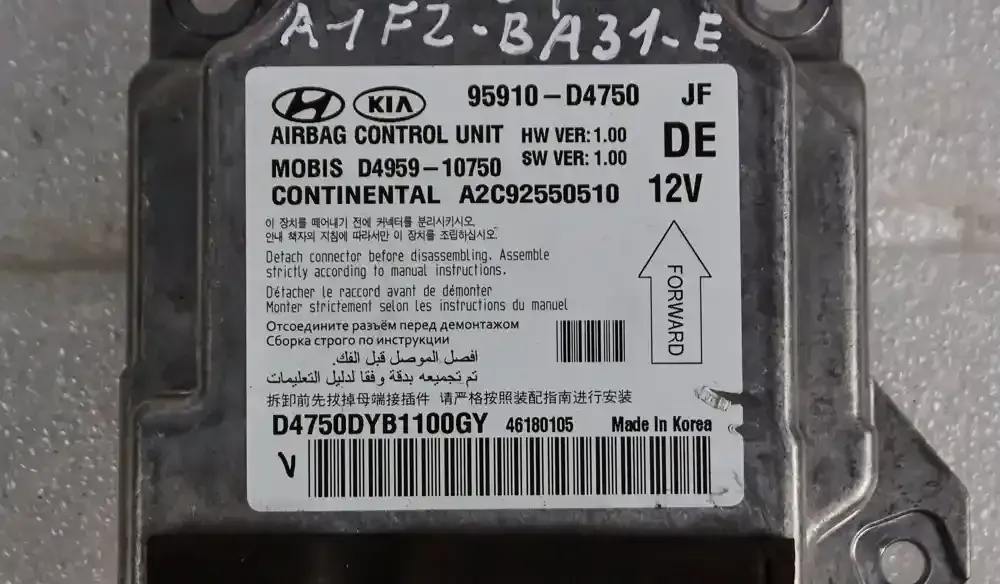 A1FZ-BA31-E
KIA 95910-D4750 JF
AIRBAG CONTROL UNIT HW VER: 1.00 DE
MOBIS D4959-10750 SW VER: 1.00
CONTINENTAL A2C92550510 12V
이 장치를 떼어내기 전에 커넥터를 분리시키시오.
안내 책자의 지침에 따라서만 이 장치를 조립하십시오.
Detach connector before disassembling. Assemble
strictly according to manual instructions.
Détacher le raccord avant de démonter
Monter strictement selon les instructions du manuel
FORWARD
Отсоедините разъём перед демонтажом
Сборка строго по инструкции
افصل الموصل قبل الفك.
تم تجميعه بدقة وفقا لدليل التعليمات
拆卸前先拔掉母端接插件 请严格按照装配指南进行安装
D4750DYB1100GY 46180105 Made In Korea